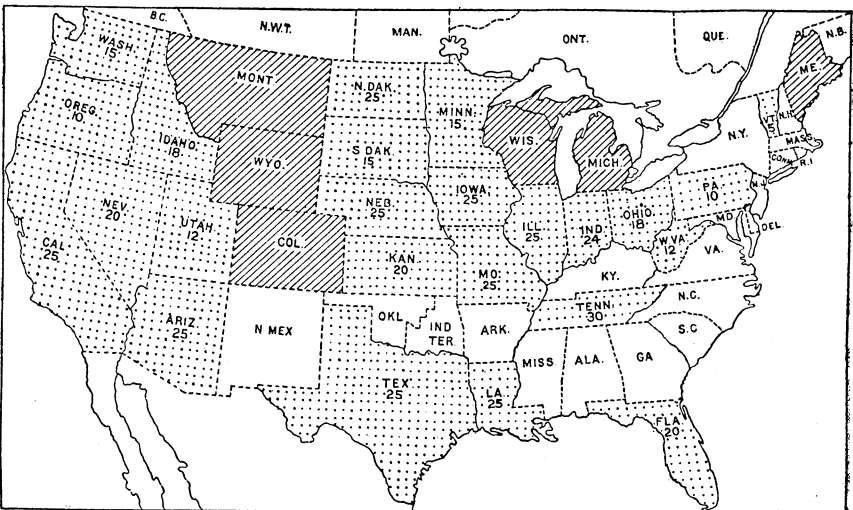 B.C.
N.W.T.
MAN.
ONT.
QUE.
N.B.
WASH.
15
MONT.
N.DAK.
25
MINN.
15
ME.
OREG.
10
IDAHO.
18
WYO.
S DAK
15
WIS.
MICH.
N.Y.
VT.
5
N.H.
MASS.
CONN.
R.I
NEV.
20
UTAH
12
COL.
NEB.
25
IOWA.
25
ILL.
25
IND
24
OHIO.
18
PA
10
N.J.
MD.
DEL.
CAL
25
KAN.
20
MO.
25
KY.
W.VA.
12
VA.
ARIZ
25
N MEX
OKL.
IND
TER.
ARK.
TENN.
30
N.C.
S.C
TEX
25
LA
25
MISS
ALA.
GA
FLA
20